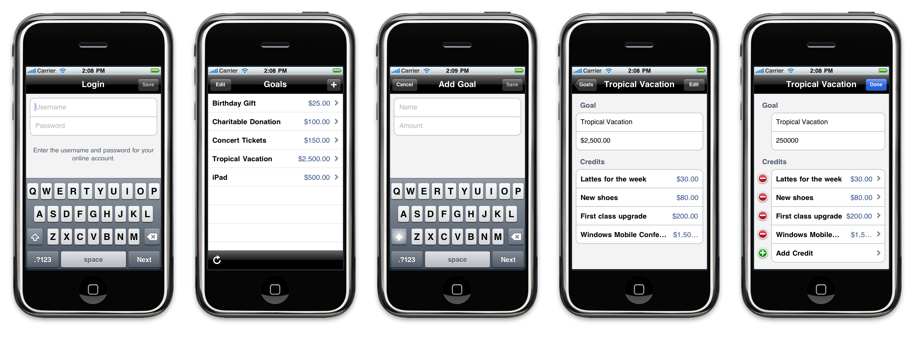 Carrier 2:08 PM
Login Save
Username
Password
Enter the username and password for your
online account.
Q W E R T Y U I O P
A S D F G H J K L
Z X C V B N M
.?123 space Next
Carrier 2:08 PM
Edit Goals +
Birthday Gift $25.00
Charitable Donation $100.00
Concert Tickets $150.00
Tropical Vacation $2,500.00
iPad $500.00
Carrier 2:09 PM
Cancel Add Goal Save
Name
Amount
Q W E R T Y U I O P
A S D F G H J K L
Z X C V B N M
.?123 space Next
Carrier 2:08 PM
Goals Tropical Vacation Edit
Goal
Tropical Vacation
$2,500.00
Credits
Lattes for the week $30.00
New shoes $80.00
First class upgrade $200.00
Windows Mobile Confe... $1,50...
Carrier 2:08 PM
Tropical Vacation Done
Goal
Tropical Vacation
250000
Credits
Lattes for the week $30.00
New shoes $80.00
First class upgrade $200.00
Windows Mobile... $1,5...
Add Credit